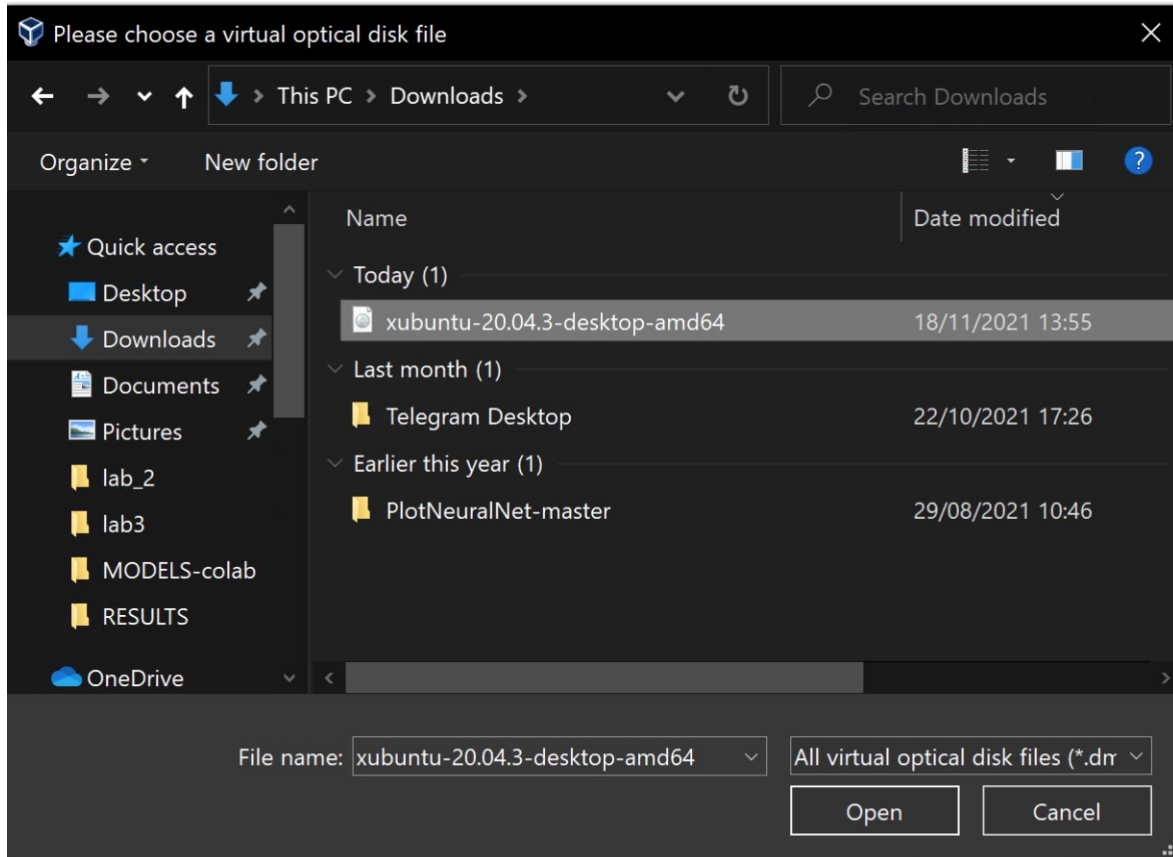 Please choose a virtual optical disk file
This PC > Downloads >
Search Downloads
Organize
New folder
?
Name
Date modified
Quick access
Desktop
Downloads
Documents
Pictures
lab_2
lab3
MODELS-colab
RESULTS
OneDrive
Today (1)
xubuntu-20.04.3-desktop-amd64 18/11/2021 13:55
Last month (1)
Telegram Desktop 22/10/2021 17:26
Earlier this year (1)
PlotNeuralNet-master 29/08/2021 10:46
File name: xubuntu-20.04.3-desktop-amd64
All virtual optical disk files (*.dm
Open
Cancel